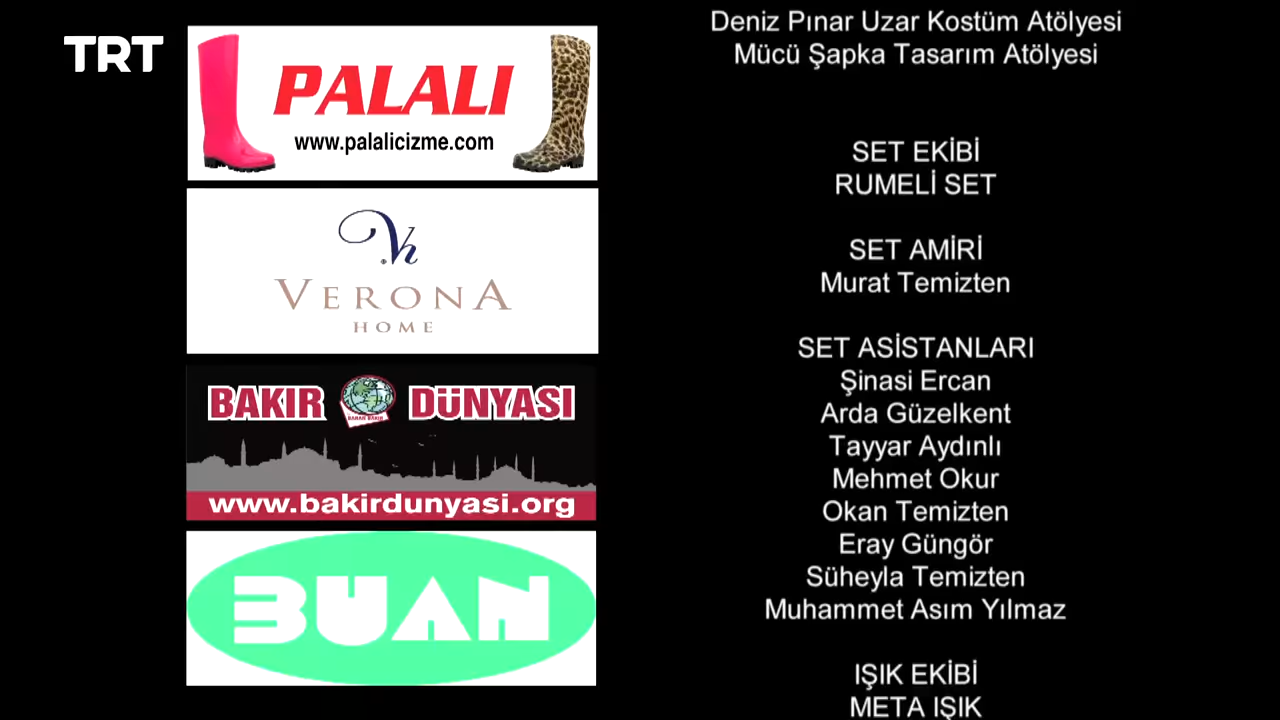 TRT
PALALI
www.palalicizme.com
Vh
VERONA
HOME
BAKIR DÜNYASI
www.bakirdunyasi.org
BUAN
Deniz Pınar Uzar Kostüm Atölyesi
Mücü Şapka Tasarım Atölyesi
SET EKİBİ
RUMELİ SET
SET AMİRİ
Murat Temizten
SET ASİSTANLARI
Şinasi Ercan
Arda Güzelkent
Tayyar Aydınlı
Mehmet Okur
Okan Temizten
Eray Güngör
Süheyla Temizten
Muhammet Asım Yılmaz
IŞIK EKİBİ
META IŞIK